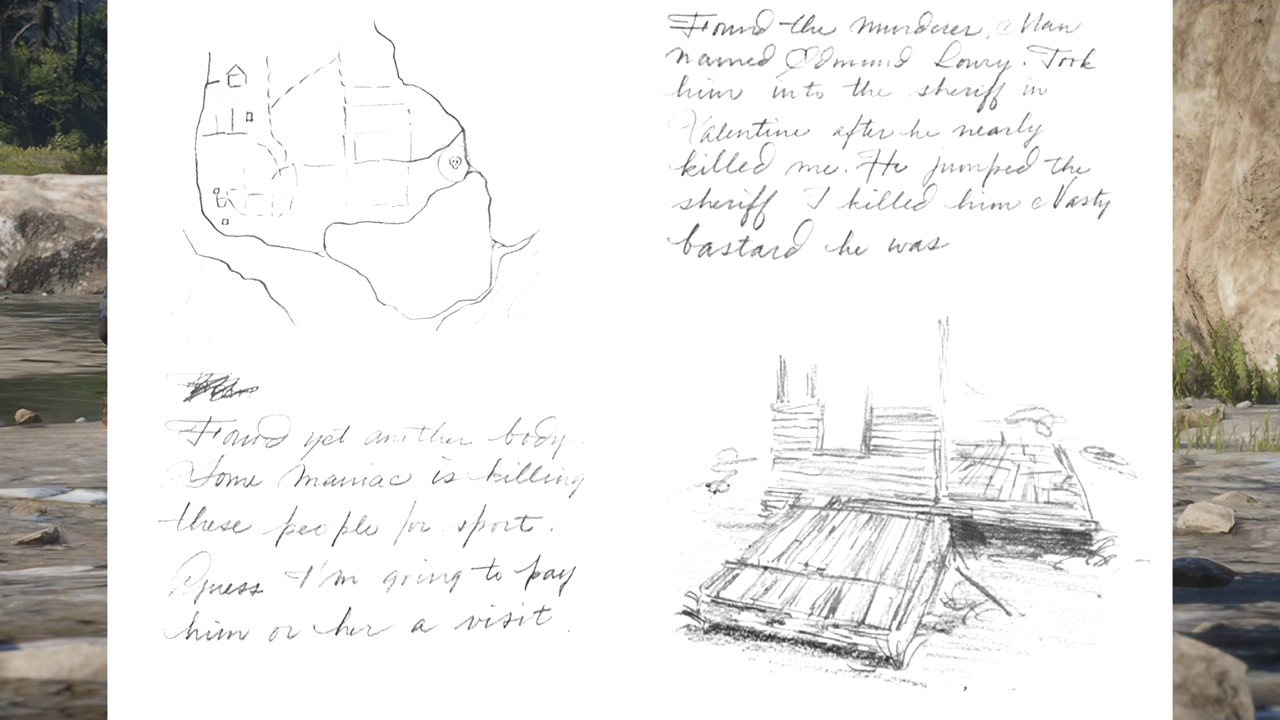 Found yet another body.
Some maniac is killing
these people for sport.
I guess I'm going to pay
him or her a visit.
Found the murderer, Man
named Edmund Lowry. Took
him into the sheriff in
Valentine after he nearly
killed me. He jumped the
sheriff I killed him Nasty
bastard he was